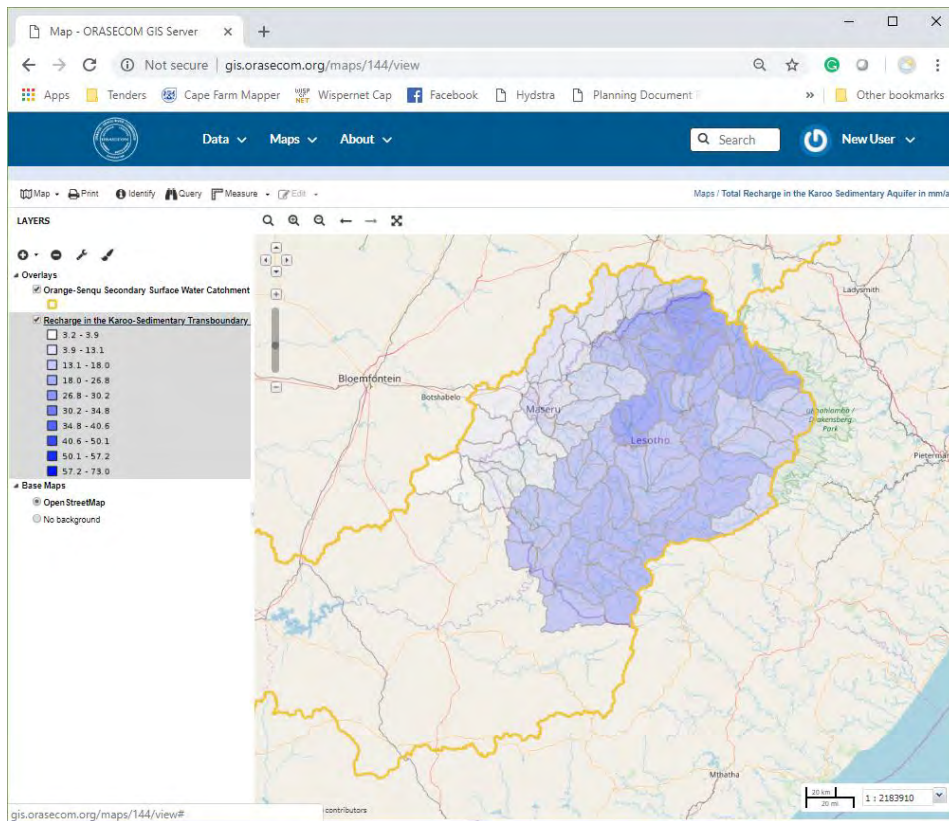 Map - ORASECOM GIS Server
Not secure | gis.orasecom.org/maps/144/view
Apps Tenders Cape Farm Mapper Wispernet Cap Facebook Hydstra Planning Document » Other bookmarks
Data Maps About Search New User
Map Print Identify Query Measure Edit Maps / Total Recharge in the Karoo Sedimentary Aquifer in mm/a
LAYERS
Overlays
Orange-Senqu Secondary Surface Water Catchment
Recharge in the Karoo-Sedimentary Transboundary
3.2 - 3.9
3.9 - 13.1
13.1 - 18.0
18.0 - 26.8
26.8 - 30.2
30.2 - 34.8
34.8 - 40.6
40.6 - 50.1
50.1 - 57.2
57.2 - 73.0
Base Maps
OpenStreetMap
No background
Ladysmith
Bloemfontein
Botshabelo
Maseru
Drakensberg
Park
Lesotho
Pieterma
Mthatha
20 km
20 mi
1 : 2183910
contributors
gis.orasecom.org/maps/144/view#